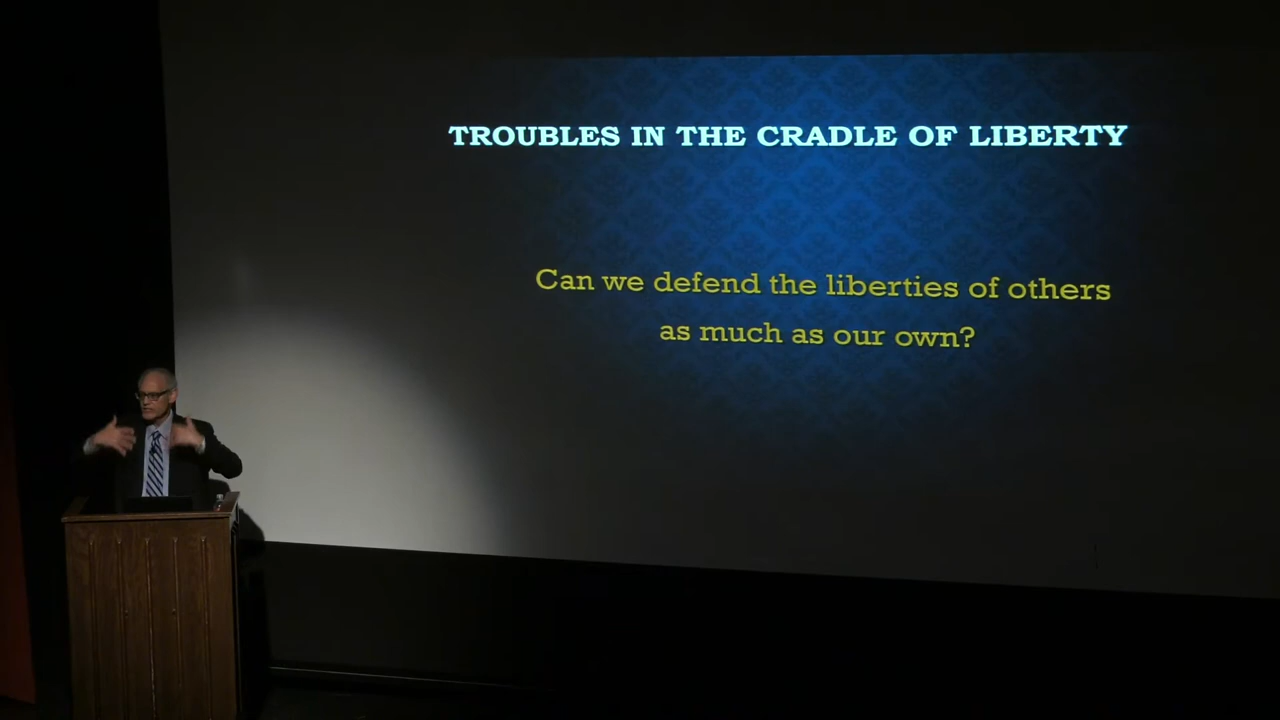 TROUBLES IN THE CRADLE OF LIBERTY
Can we defend the liberties of others
as much as our own?